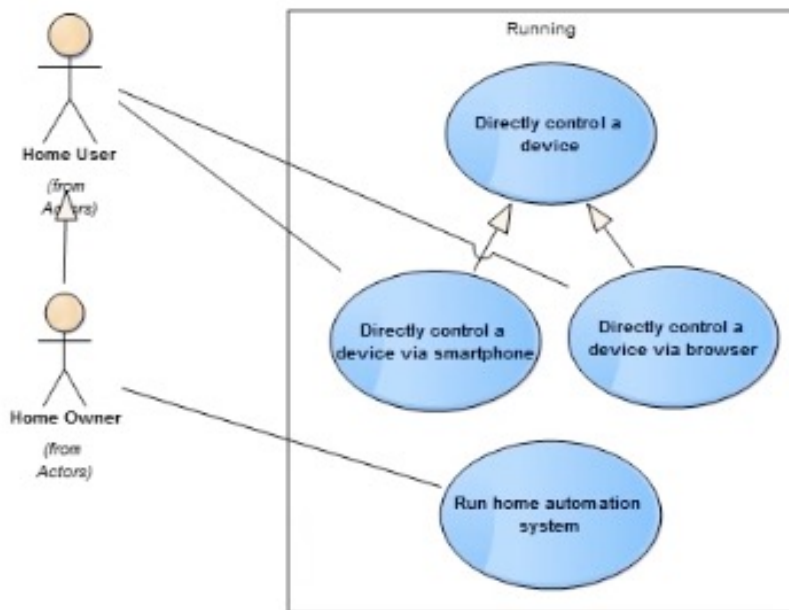 Running
Directly control a
device
Home User
(from
Actors)
Directly control a
device via smartphone
Directly control a
device via browser
Home Owner
(from
Actors)
Run home automation
system